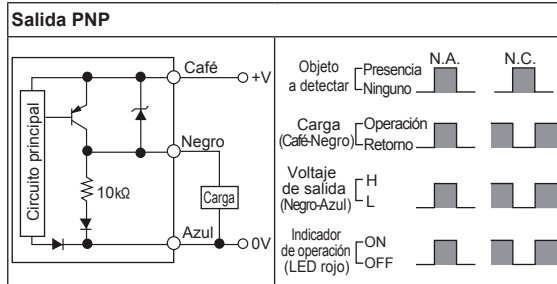 Salida PNP
Circuito principal
Café
+V
Negro
10kΩ
Carga
Azul
0V
N.A.
N.C.
Objeto
a detectar
Presencia
Ninguno
Carga
(Café-Negro)
Operación
Retorno
Voltaje
de salida
(Negro-Azul)
H
L
Indicador
de operación
(LED rojo)
ON
OFF